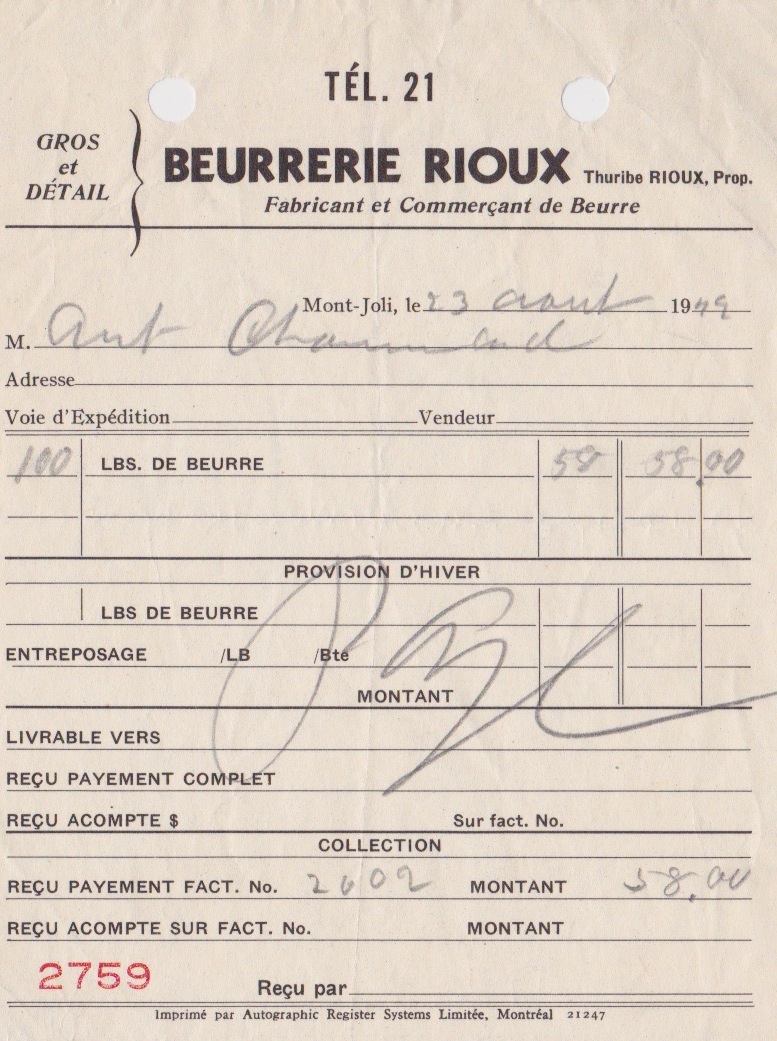 TÉL. 21
GROS
et
DÉTAIL
BEURRERIE RIOUX Thuribe RIOUX, Prop.
Fabricant et Commerçant de Beurre
Mont-Joli, le 23 aout 1949
M. Ant
Adresse
Voie d'Expédition Vendeur
100 LBS. DE BEURRE 58 58.00
PROVISION D'HIVER
LBS DE BEURRE
ENTREPOSAGE /LB /Bte
MONTANT
LIVRABLE VERS
REÇU PAYEMENT COMPLET
REÇU ACOMPTE $ Sur fact. No.
COLLECTION
REÇU PAYEMENT FACT. No. 2602 MONTANT 58.00
REÇU ACOMPTE SUR FACT. No. MONTANT
2759 Reçu par
Imprimé par Autographic Register Systems Limitée, Montréal 21247